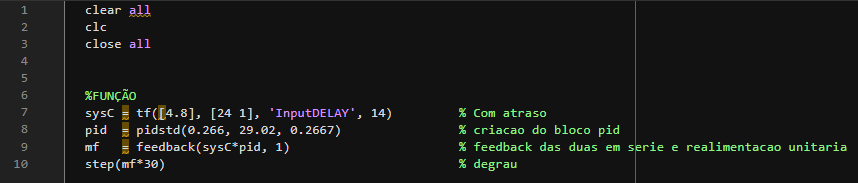 1 clear all
2 clc
3 close all
4
5
6 %FUNÇÃO
7 sysC = tf([4.8], [24 1], 'InputDELAY', 14) % Com atraso
8 pid = pidstd(0.266, 29.02, 0.2667) % criacao do bloco pid
9 mf = feedback(sysC*pid, 1) % feedback das duas em serie e realimentacao unitaria
10 step(mf*30) % degrau